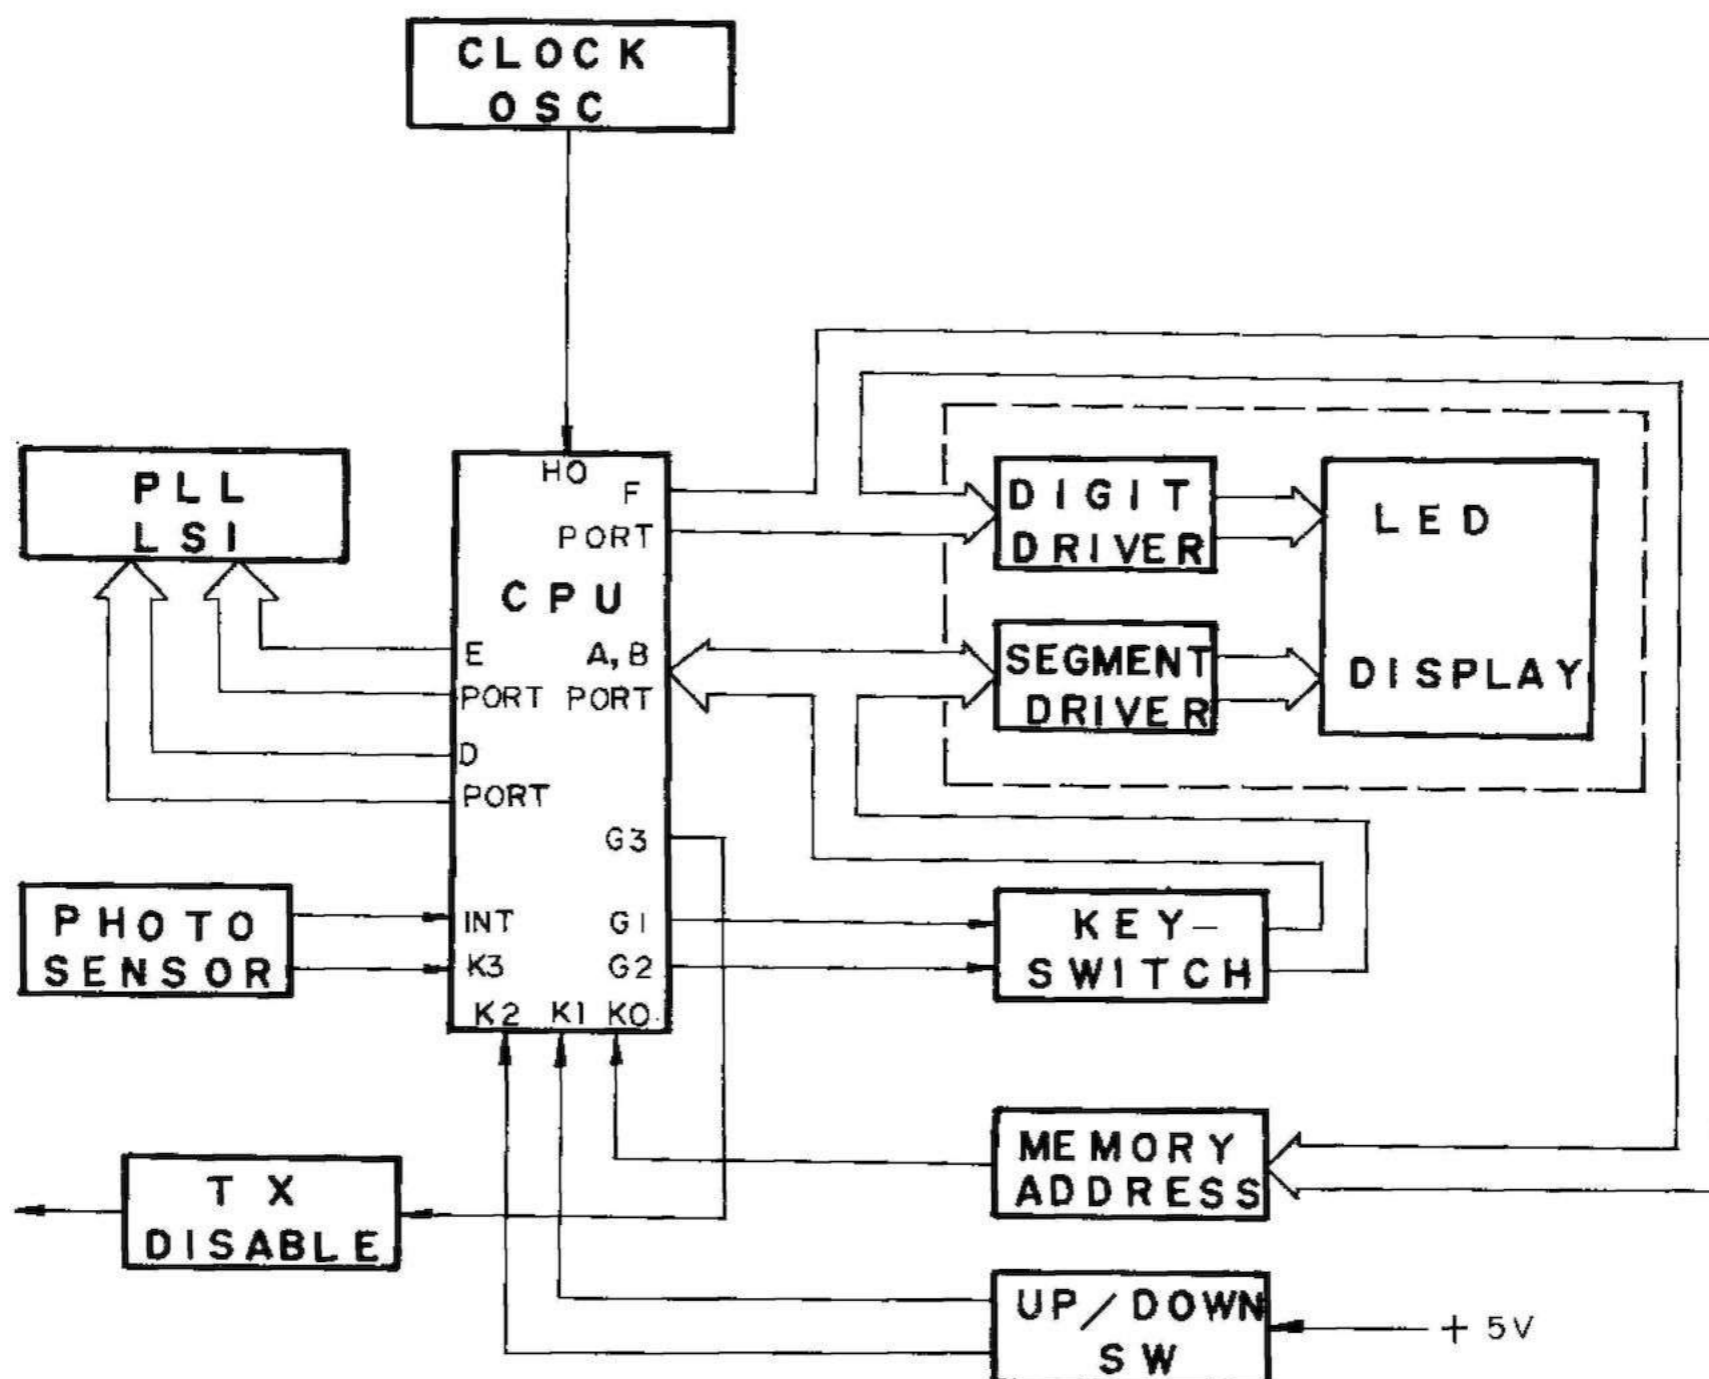 CLOCK
OSC
HO
F
PORT
PLL
LSI
CPU
DIGIT
DRIVER
LED
DISPLAY
E
PORT
A, B
PORT
SEGMENT
DRIVER
D
PORT
G3
PHOTO
SENSOR
INT
K3
G1
G2
KEY-
SWITCH
K2
K1
K0
MEMORY
ADDRESS
TX
DISABLE
UP/DOWN
SW
+ 5V